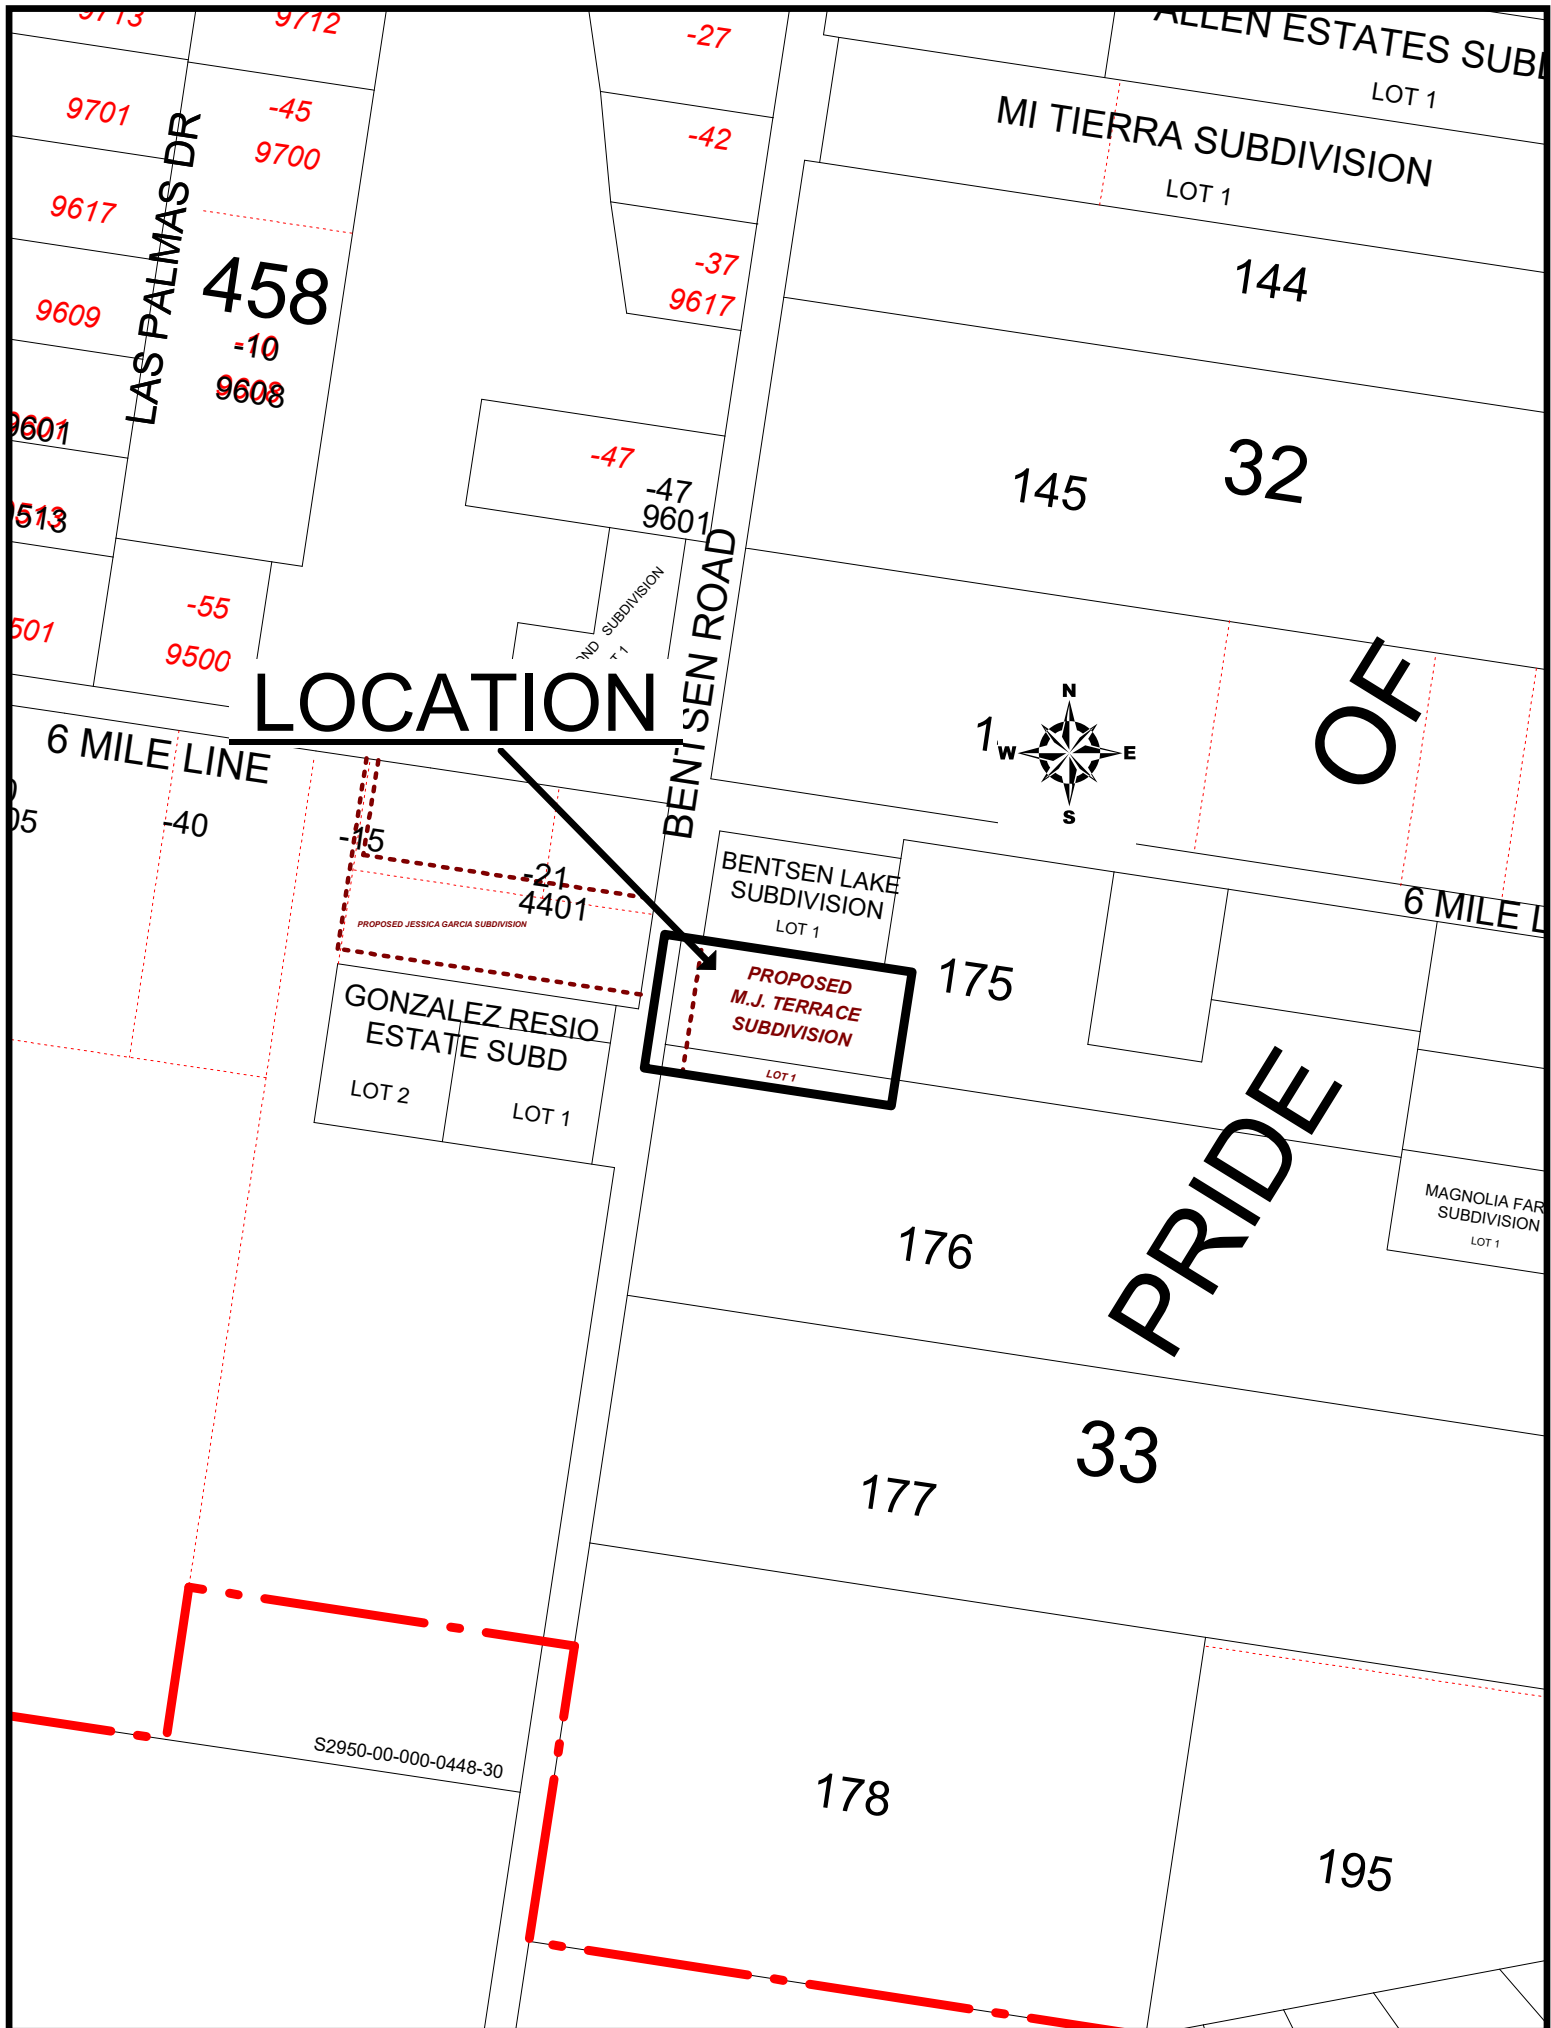 9713
9712
-27
ALLEN ESTATES
LOT 1
9701
-45
9700
-42
MI TIERRA SUBDIVISION
LOT 1
LAS PALMAS DR
9617
458
-10
9608
-37
9617
144
9609
9601
-47
-47
9601
145
32
9513
BENTSEN ROAD
SUBDIVISION
-55
9500
501
LOCATION
N
W
E
S
OF
6 MILE LINE
05
-40
-15
-21
4401
PROPOSED JESSICA GARCIA SUBDIVISION
BENTSEN LAKE
SUBDIVISION
LOT 1
6 MILE
PROPOSED
M.J. TERRACE
SUBDIVISION
LOT 1
175
GONZALEZ RESIO
ESTATE SUBD
LOT 2
LOT 1
PRIDE
MAGNOLIA
SUBDIVISION
LOT 1
176
33
177
S2950-00-000-0448-30
178
195